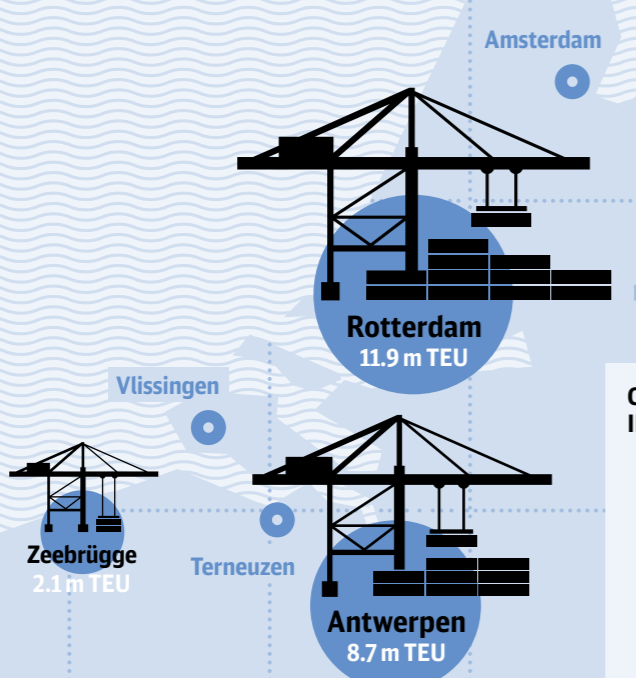 Amsterdam
Rotterdam
11.9 m TEU
Vlissingen
Zeebrügge
2.1 m TEU
Terneuzen
Antwerpen
8.7 m TEU